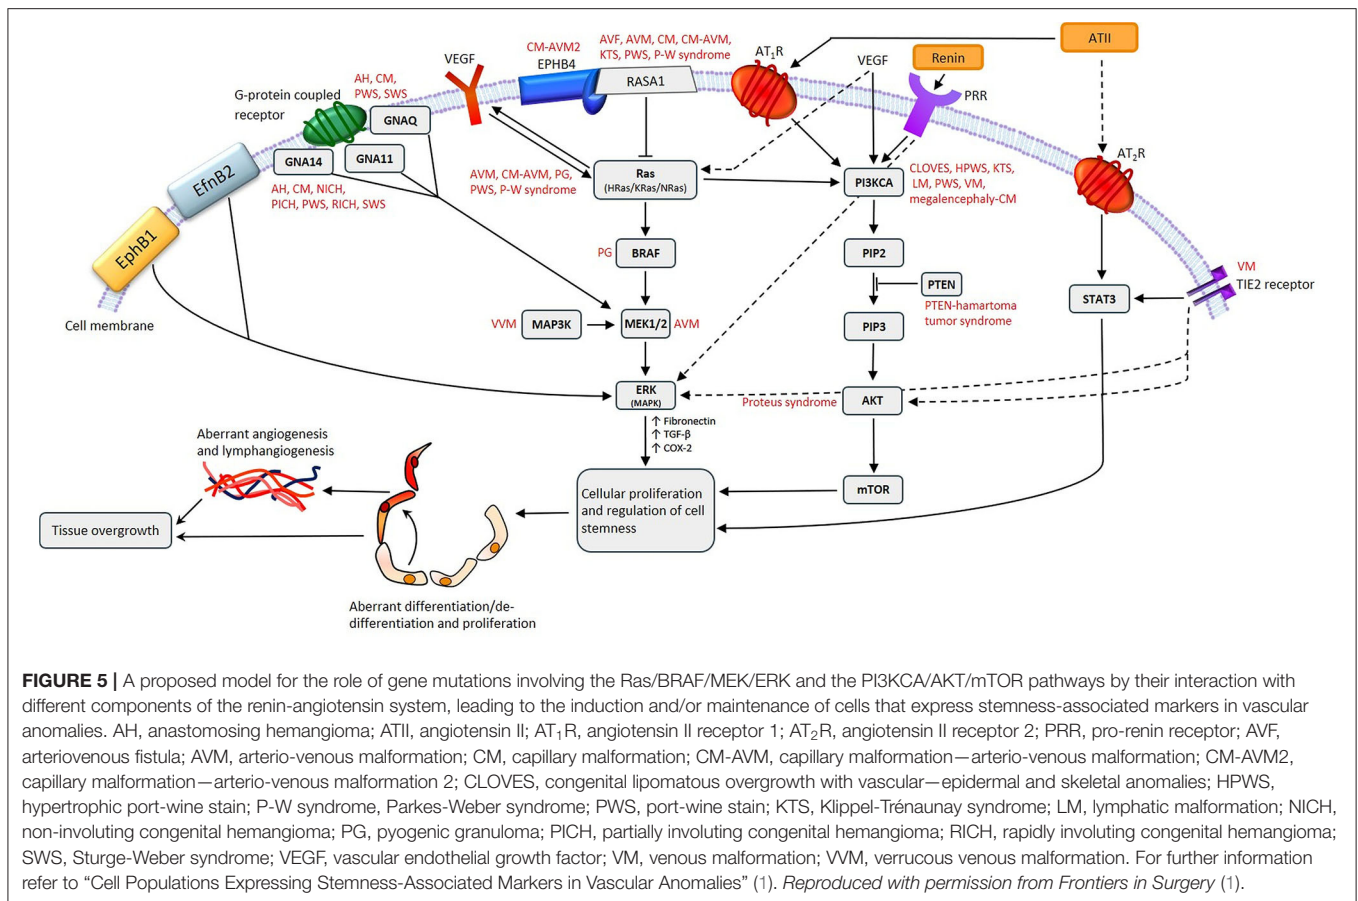 ATII
AVF, AVM, CM, CM-AVM,
KTS, PWS, P-W syndrome
CM-AVM2
EPHB4
RASA1
AT1R
VEGF
VEGF
Renin
PRR
AH, CM,
PWS, SWS
G-protein coupled
receptor
GNAQ
GNA11
GNA14
AH, CM, NICH,
PICH, PWS, RICH, SWS
EfnB2
EphB1
Cell membrane
AVM, CM-AVM, PG,
PWS, P-W syndrome
Ras
(HRas/KRas/NRas)
PI3KCA
CLOVES, HPWS, KTS,
LM, PWS, VM,
megalencephaly-CM
AT2R
PG
BRAF
PIP2
PTEN
PTEN-hamartoma
tumor syndrome
VM
TIE2 receptor
STAT3
VVM
MAP3K
MEK1/2
AVM
PIP3
ERK
(MAPK)
Proteus syndrome
AKT
↑ Fibronectin
↑ TGF-β
↑ COX-2
mTOR
Cellular proliferation
and regulation of cell
stemness
Aberrant angiogenesis
and lymphangiogenesis
Tissue overgrowth
Aberrant differentiation/de-
differentiation and proliferation
FIGURE 5 | A proposed model for the role of gene mutations involving the Ras/BRAF/MEK/ERK and the PI3KCA/AKT/mTOR pathways by their interaction with
different components of the renin-angiotensin system, leading to the induction and/or maintenance of cells that express stemness-associated markers in vascular
anomalies. AH, anastomosing hemangioma; ATII, angiotensin II; AT1R, angiotensin II receptor 1; AT2R, angiotensin II receptor 2; PRR, pro-renin receptor; AVF,
arteriovenous fistula; AVM, arterio-venous malformation; CM, capillary malformation; CM-AVM, capillary malformation—arterio-venous malformation; CM-AVM2,
capillary malformation—arterio-venous malformation 2; CLOVES, congenital lipomatous overgrowth with vascular—epidermal and skeletal anomalies; HPWS,
hypertrophic port-wine stain; P-W syndrome, Parkes-Weber syndrome; PWS, port-wine stain; KTS, Klippel-Trénaunay syndrome; LM, lymphatic malformation; NICH,
non-involuting congenital hemangioma; PG, pyogenic granuloma; PICH, partially involuting congenital hemangioma; RICH, rapidly involuting congenital hemangioma;
SWS, Sturge-Weber syndrome; VEGF, vascular endothelial growth factor; VM, venous malformation; VVM, verrucous venous malformation. For further information
refer to “Cell Populations Expressing Stemness-Associated Markers in Vascular Anomalies” (1). Reproduced with permission from Frontiers in Surgery (1).